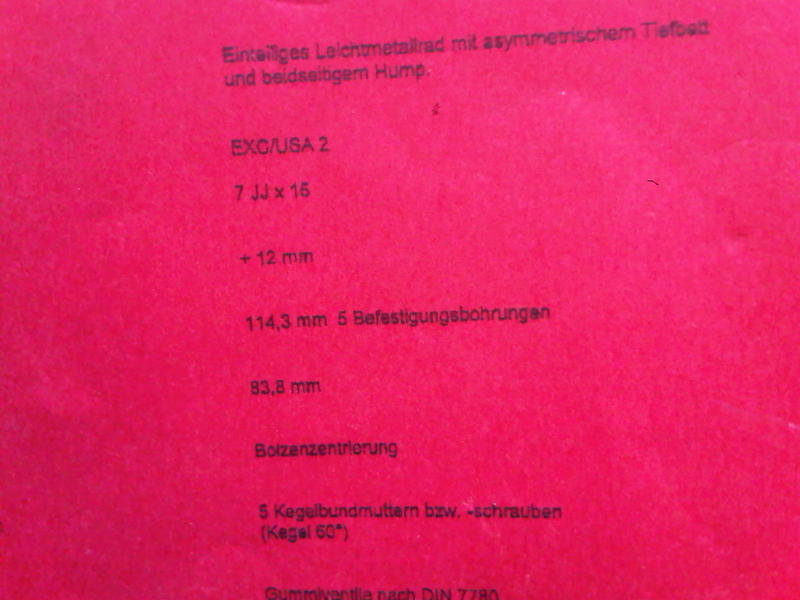 Einteiliges Leichtmetallrad mit asymmetrischem Tiefbett
und beidseitigem Hump.
EXC/USA 2
7 JJ x 15
+ 12 mm
114,3 mm 5 Befestigungsbohrungen
83,8 mm
Bolzenzentrierung
5 Kegelbundmuttern bzw. -schrauben
(Kegel 60°)
Gummiventile nach DIN 7780